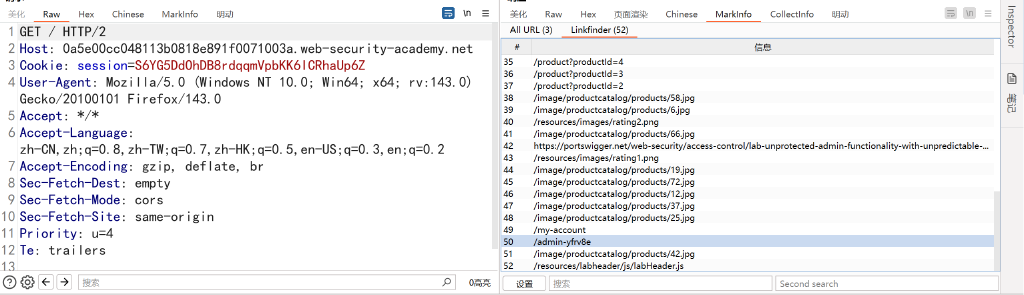 美化 Raw Hex Chinese MarkInfo 明动
\n
1 GET / HTTP/2
2 Host: 0a5e00cc048113b0818e891f0071003a.web-security-academy.net
3 Cookie: session=S6YG5DdOhDB8rdqqmVpbKK6lCRhaUp6Z
4 User-Agent: Mozilla/5.0 (Windows NT 10.0; Win64; x64; rv:143.0)
Gecko/20100101 Firefox/143.0
5 Accept: */*
6 Accept-Language:
zh-CN,zh;q=0.8,zh-TW;q=0.7,zh-HK;q=0.5,en-US;q=0.3,en;q=0.2
7 Accept-Encoding: gzip, deflate, br
8 Sec-Fetch-Dest: empty
9 Sec-Fetch-Mode: cors
10 Sec-Fetch-Site: same-origin
11 Priority: u=4
12 Te: trailers
13
搜索 0高亮
美化 Raw Hex 页面渲染 Chinese MarkInfo CollectInfo 明动
\n
All URL (3) Linkfinder (52)
# 信息
35 /product?productId=4
36 /product?productId=3
37 /product?productId=2
38 /image/productcatalog/products/58.jpg
39 /image/productcatalog/products/6.jpg
40 /resources/images/rating2.png
41 /image/productcatalog/products/66.jpg
42 https://portswigger.net/web-security/access-control/lab-unprotected-admin-functionality-with-unpredictable-...
43 /resources/images/rating1.png
44 /image/productcatalog/products/19.jpg
45 /image/productcatalog/products/72.jpg
46 /image/productcatalog/products/12.jpg
47 /image/productcatalog/products/37.jpg
48 /image/productcatalog/products/25.jpg
49 /my-account
50 /admin-yfrv8e
51 /image/productcatalog/products/42.jpg
52 /resources/labheader/js/labHeader.js
设置 搜索 Second search
Inspector
笔记